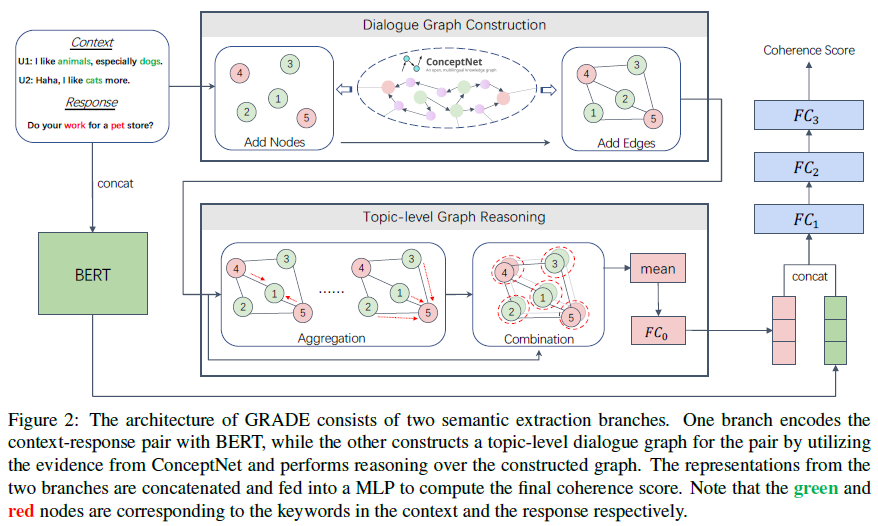 Context
U1: I like animals, especially dogs.
U2: Haha, I like cats more.
Response
Do your work for a pet store?
concat
BERT
Dialogue Graph Construction
4
3
1
2
5
Add Nodes
ConceptNet
An open, multilingual knowledge graph
4
3
2
1
5
Add Edges
Topic-level Graph Reasoning
4
3
1
2
5
......
4
3
1
2
5
Aggregation
4
3
1
2
5
Combination
mean
FC0
concat
FC1
FC2
FC3
Coherence Score
Figure 2: The architecture of GRADE consists of two semantic extraction branches. One branch encodes the
context-response pair with BERT, while the other constructs a topic-level dialogue graph for the pair by utilizing
the evidence from ConceptNet and performs reasoning over the constructed graph. The representations from the
two branches are concatenated and fed into a MLP to compute the final coherence score. Note that the green and
red nodes are corresponding to the keywords in the context and the response respectively.